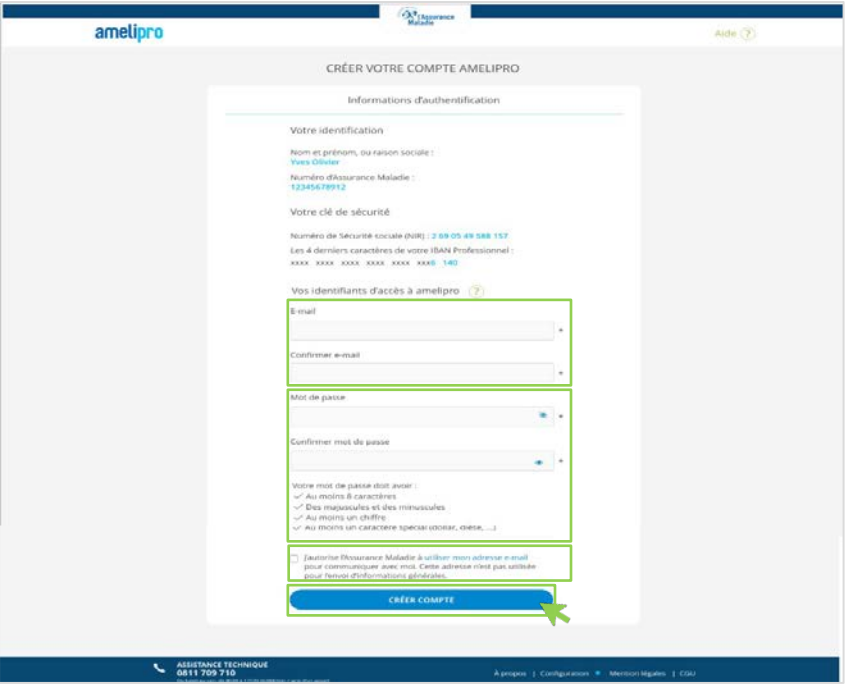 l'Assurance
Maladie
amelipro
Aide ?
CRÉER VOTRE COMPTE AMELIPRO
Informations d'authentification
Votre identification
Nom et prénom, ou raison sociale :
Yves Olivier
Numéro d'Assurance Maladie :
12345678912
Votre clé de sécurité
Numéro de Sécurité sociale (NIR) : 2 69 05 49 588 157
Les 4 derniers caractères de votre IBAN Professionnel :
xxxx xxxx xxxx xxxx xxxx xxx6 140
Vos identifiants d'accès à amelipro ?
E-mail
*
Confirmer e-mail
*
Mot de passe
*
Confirmer mot de passe
*
Votre mot de passe doit avoir :
Au moins 8 caractères
Des majuscules et des minuscules
Au moins un chiffre
Au moins un caractère spécial (dollar, dièse, ...)
J'autorise l'Assurance Maladie à utiliser mon adresse e-mail
pour communiquer avec moi. Cette adresse n'est pas utilisée
pour l'envoi d'informations générales.
CRÉER COMPTE
ASSISTANCE TECHNIQUE
0811 709 710
À propos | Configuration Mention légales | CGU